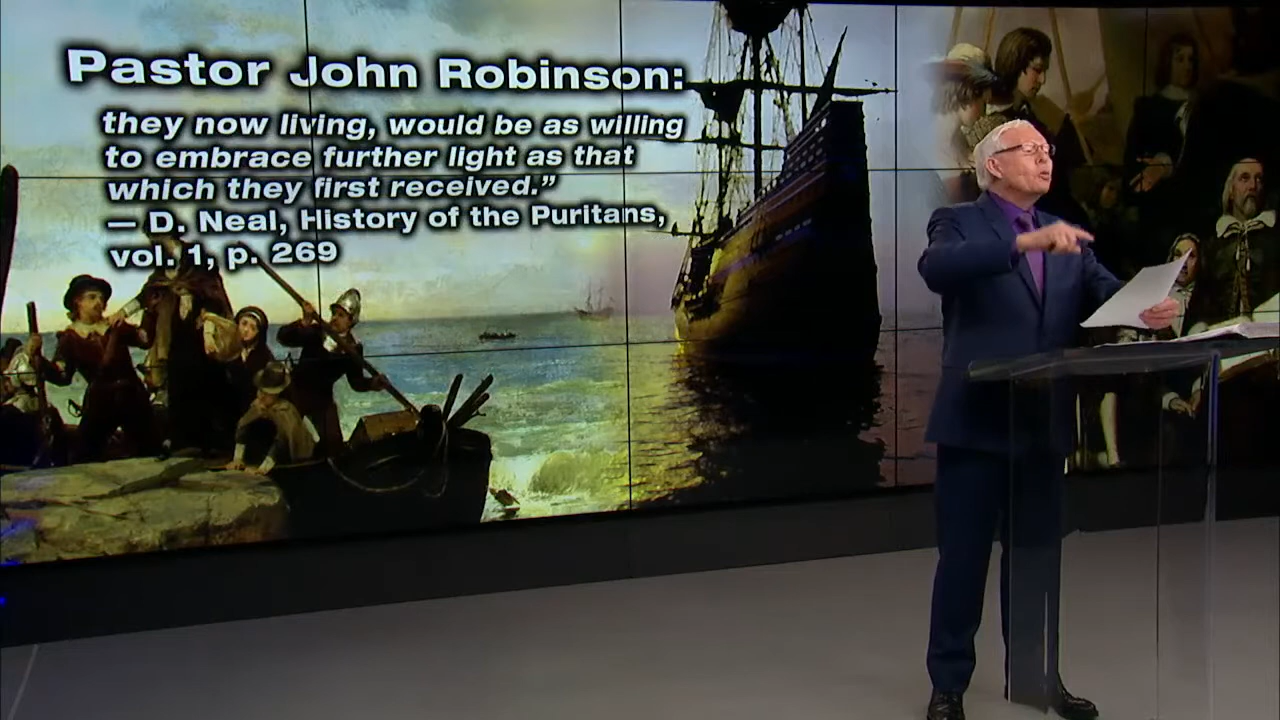 Pastor John Robinson:
they now living, would be as willing
to embrace further light as that
which they first received.”
— D. Neal, History of the Puritans,
vol. 1, p. 269